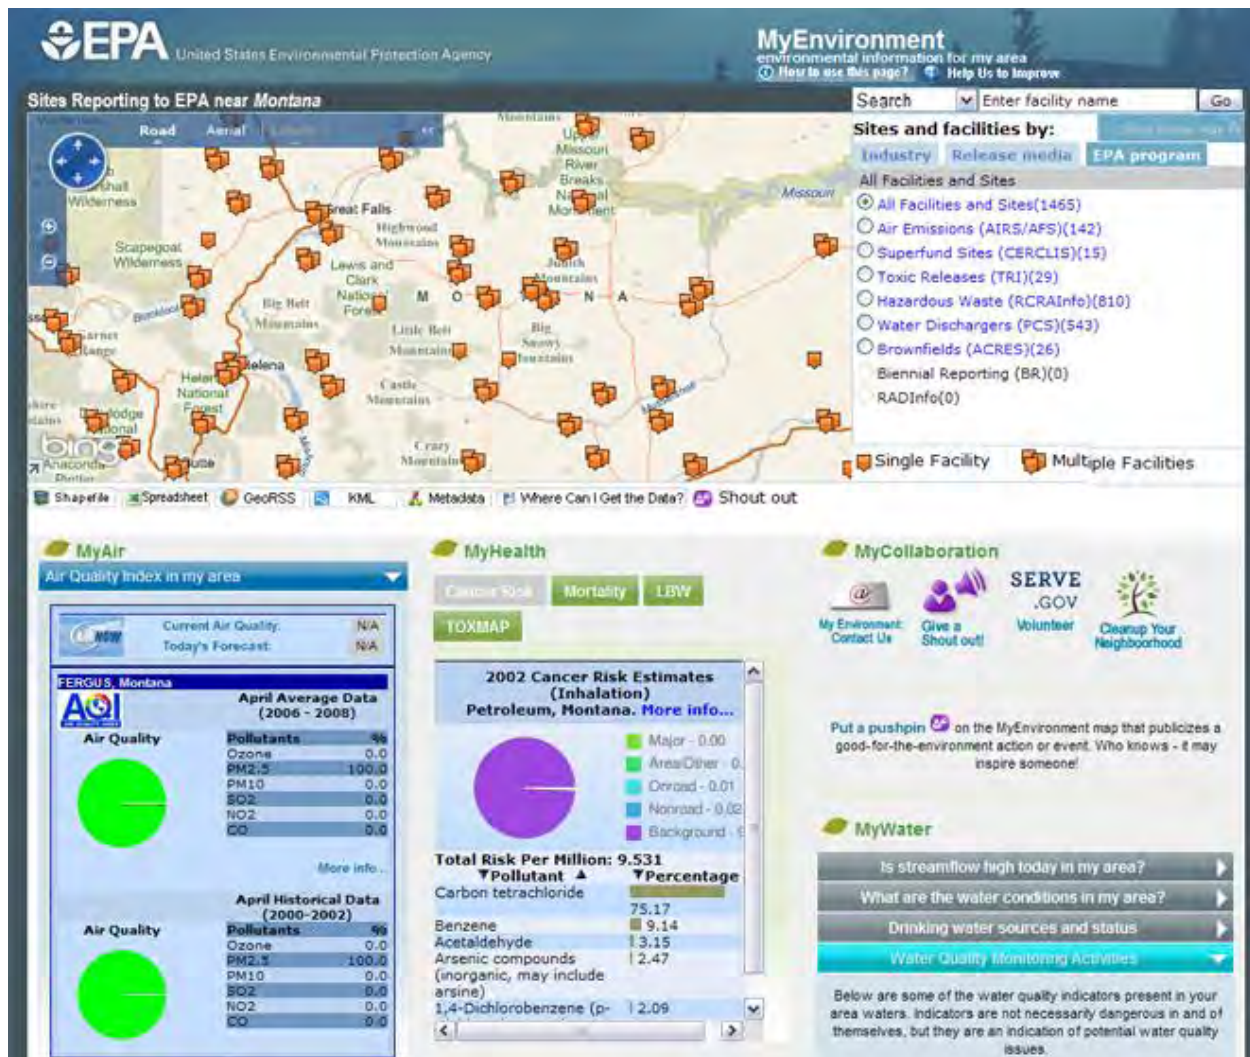 EPA United States Environmental Protection Agency
MyEnvironment
environmental information for my area
How to use this page? Help Us to Improve
Sites Reporting to EPA near Montana
Search Enter facility name Go
Road Aerial
Sites and facilities by:
Industry Release media EPA program
All Facilities and Sites
All Facilities and Sites(1465)
Air Emissions (AIRS/AFS)(142)
Superfund Sites (CERCLIS)(15)
Toxic Releases (TRI)(29)
Hazardous Waste (RCRAInfo)(810)
Water Dischargers (PCS)(543)
Brownfields (ACRES)(26)
Biennial Reporting (BR)(0)
RADInfo(0)
Single Facility Multiple Facilities
Mountains
Missouri
River
Breaks
Missouri
Wilderness
Great Falls
Highwood
Mountains
Scapegoat
Wilderness
Lewis and
Clark
National
Forest
Judith
Mountains
M O N A
Big Belt
Mountains
Little Belt
Mountains
Big
Snowy
Mountains
Garnet
Range
Helena
National
Forest
Castle
Mountains
Crazy
bing
Anaconda
Butte
Shapefile Spreadsheet GeoRSS KML Metadata Where Can I Get the Data? Shout out
MyAir
Air Quality Index in my area
NOW
Current Air Quality: N/A
Today's Forecast: N/A
FERGUS, Montana
AQI
April Average Data
(2006 - 2008)
Air Quality
Pollutants %
Ozone 0.0
PM2.5 100.0
PM10 0.0
SO2 0.0
NO2 0.0
CO 0.0
More info...
April Historical Data
(2000-2002)
Air Quality
Pollutants %
Ozone 0.0
PM2.5 100.0
PM10 0.0
SO2 0.0
NO2 0.0
CO 0.0
MyHealth
Cancer Risk Mortality LBW
TOXMAP
2002 Cancer Risk Estimates
(Inhalation)
Petroleum, Montana. More info...
Major - 0.00
Area/Other - 0.
Onroad - 0.01
Nonroad - 0.02
Background - 9
Total Risk Per Million: 9.531
▼Pollutant ▲ ▼Percentage
Carbon tetrachloride
75.17
Benzene 9.14
Acetaldehyde 3.15
Arsenic compounds 2.47
(inorganic, may include
arsine)
1,4-Dichlorobenzene (p- 2.09
MyCollaboration
My Environment:
Contact Us
Give a
Shout out!
SERVE
.GOV
Volunteer
Cleanup Your
Neighboorhood
Put a pushpin on the MyEnvironment map that publicizes a
good-for-the-environment action or event. Who knows - it may
inspire someone!
MyWater
Is streamflow high today in my area?
What are the water conditions in my area?
Drinking water sources and status
Water Quality Monitoring Activities
Below are some of the water quality indicators present in your
area waters. Indicators are not necessarily dangerous in and of
themselves, but they are an indication of potential water quality
issues.